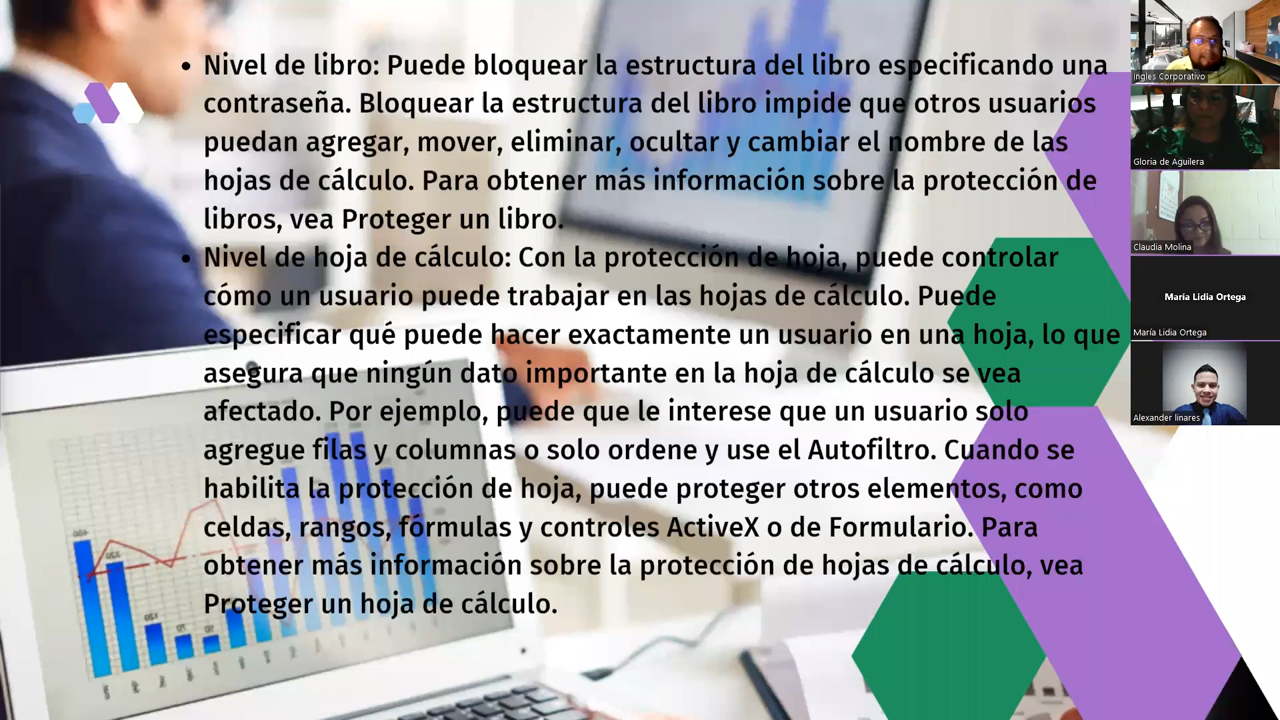 Nivel de libro: Puede bloquear la estructura del libro especificando una
contraseña. Bloquear la estructura del libro impide que otros usuarios
puedan agregar, mover, eliminar, ocultar y cambiar el nombre de las
hojas de cálculo. Para obtener más información sobre la protección de
libros, vea Proteger un libro.
Nivel de hoja de cálculo: Con la protección de hoja, puede controlar
cómo un usuario puede trabajar en las hojas de cálculo. Puede
especificar qué puede hacer exactamente un usuario en una hoja, lo que
asegura que ningún dato importante en la hoja de cálculo se vea
afectado. Por ejemplo, puede que le interese que un usuario solo
agregue filas y columnas o solo ordene y use el Autofiltro. Cuando se
habilita la protección de hoja, puede proteger otros elementos, como
celdas, rangos, fórmulas y controles ActiveX o de Formulario. Para
obtener más información sobre la protección de hojas de cálculo, vea
Proteger un hoja de cálculo.
Ingles Corporativo
Gloria de Aguilera
Claudia Molina
María Lidia Ortega
María Lidia Ortega
Alexander linares